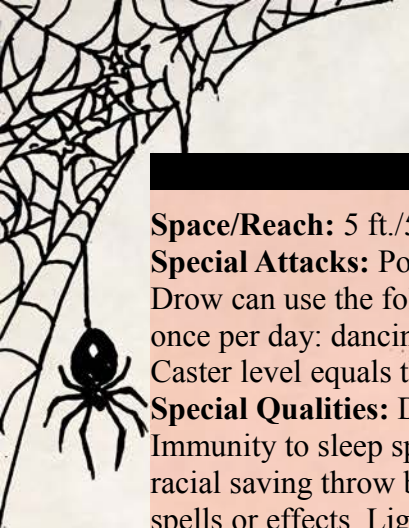 Space/Reach: 5 ft./5
Special Attacks: Po
Drow can use the fo
once per day: dancin
Caster level equals t
Special Qualities: D
Immunity to sleep sp
racial saving throw b
spells or effects. Lig